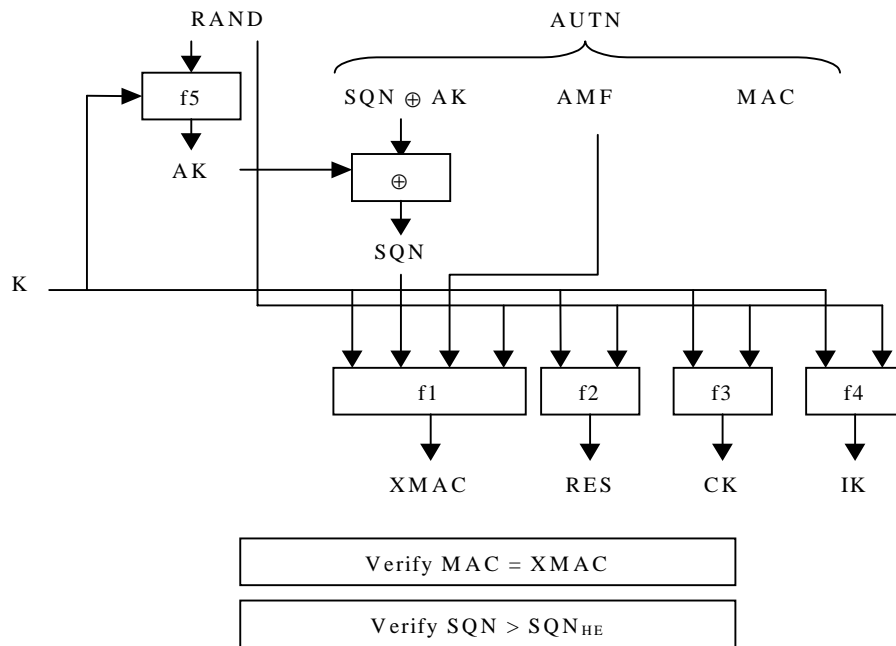 RAND AUTN
f5 SQN ⊕ AK AMF MAC
AK ⊕
SQN
K
f1 f2 f3 f4
XMAC RES CK IK
Verify MAC = XMAC
Verify SQN > SQN_HE